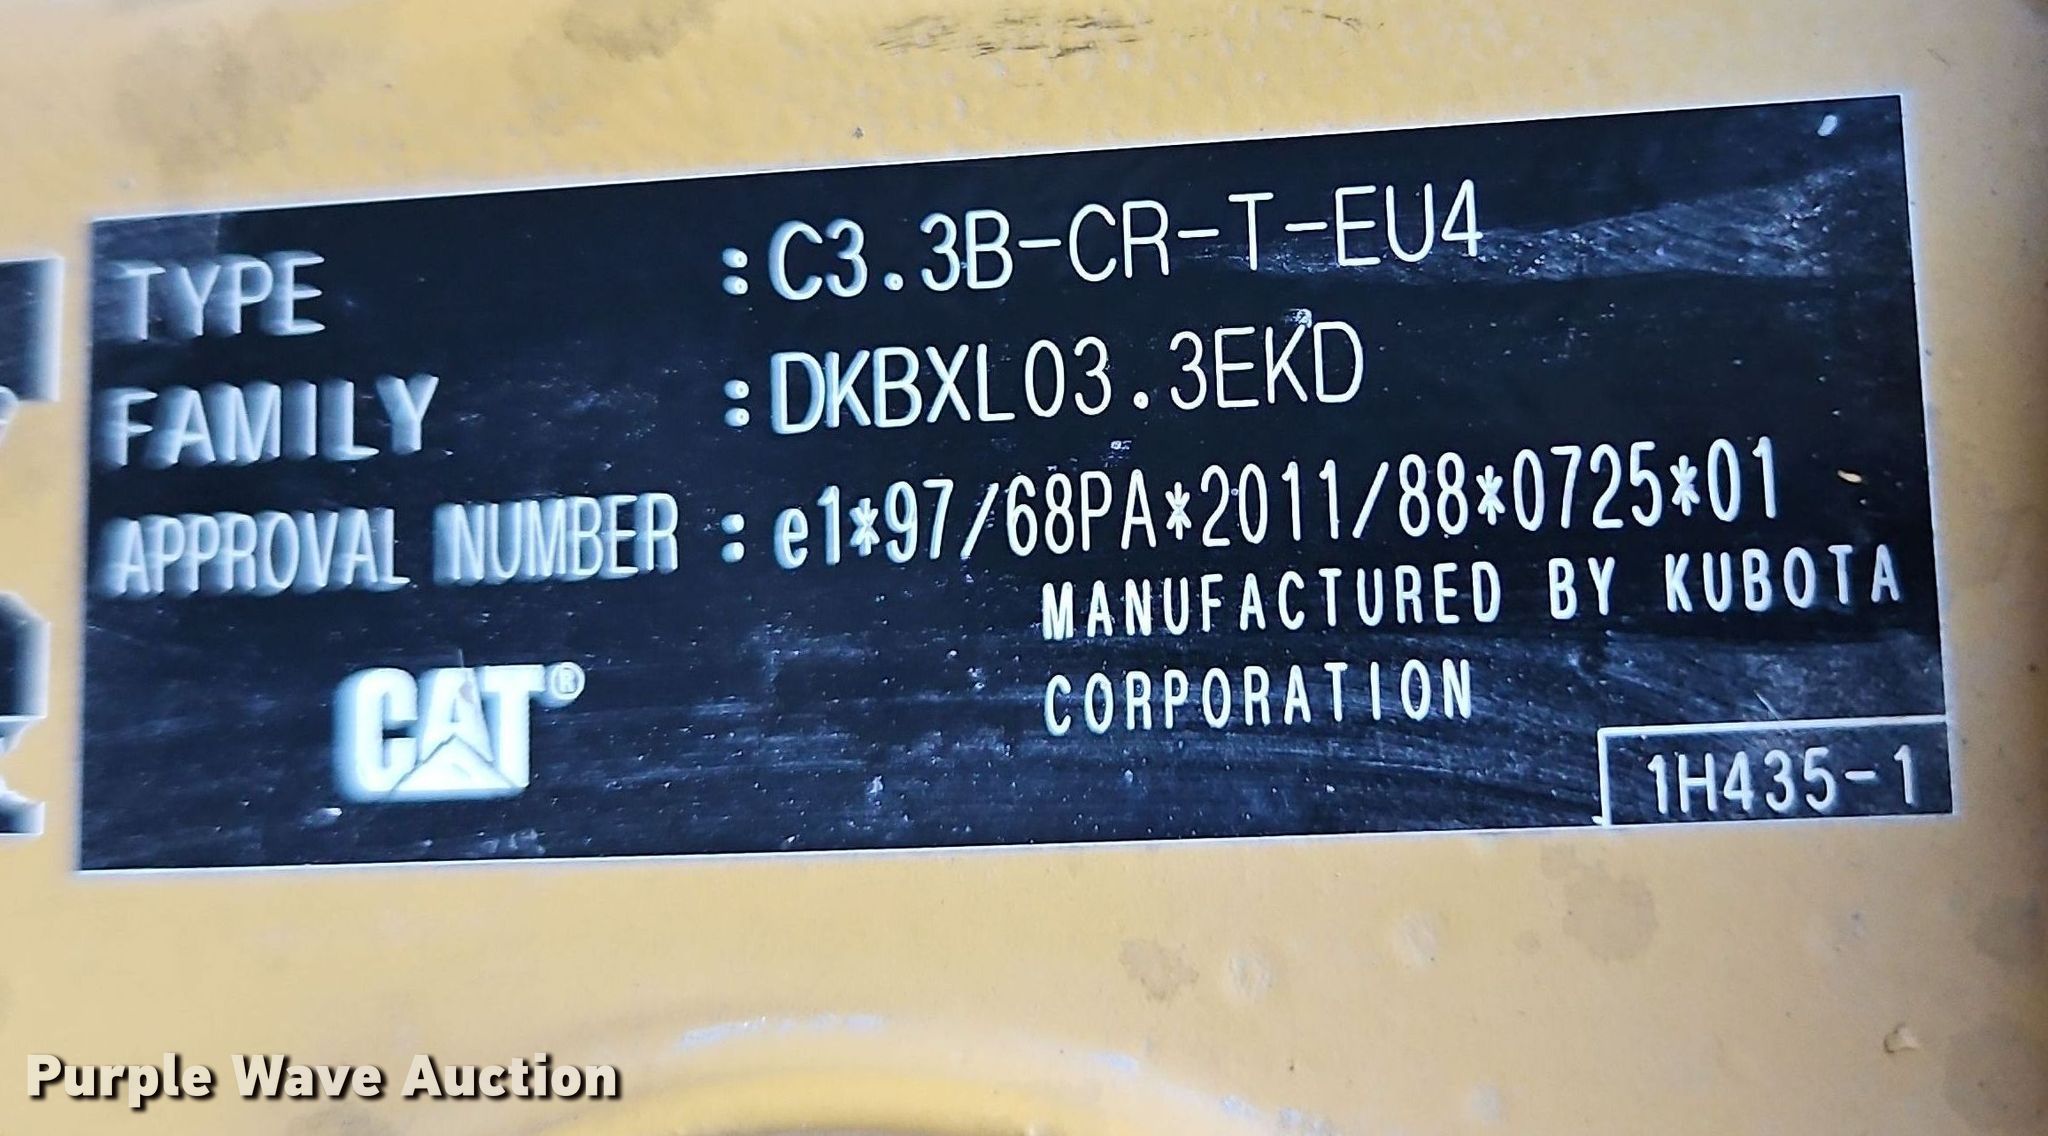 TYPE : C3.3B-CR-T-EU4
FAMILY : DKBXL03.3EKD
APPROVAL NUMBER : e1*97/68PA*2011/88*0725*01
MANUFACTURED BY KUBOTA
CORPORATION
CAT®
1H435-1
Purple Wave Auction